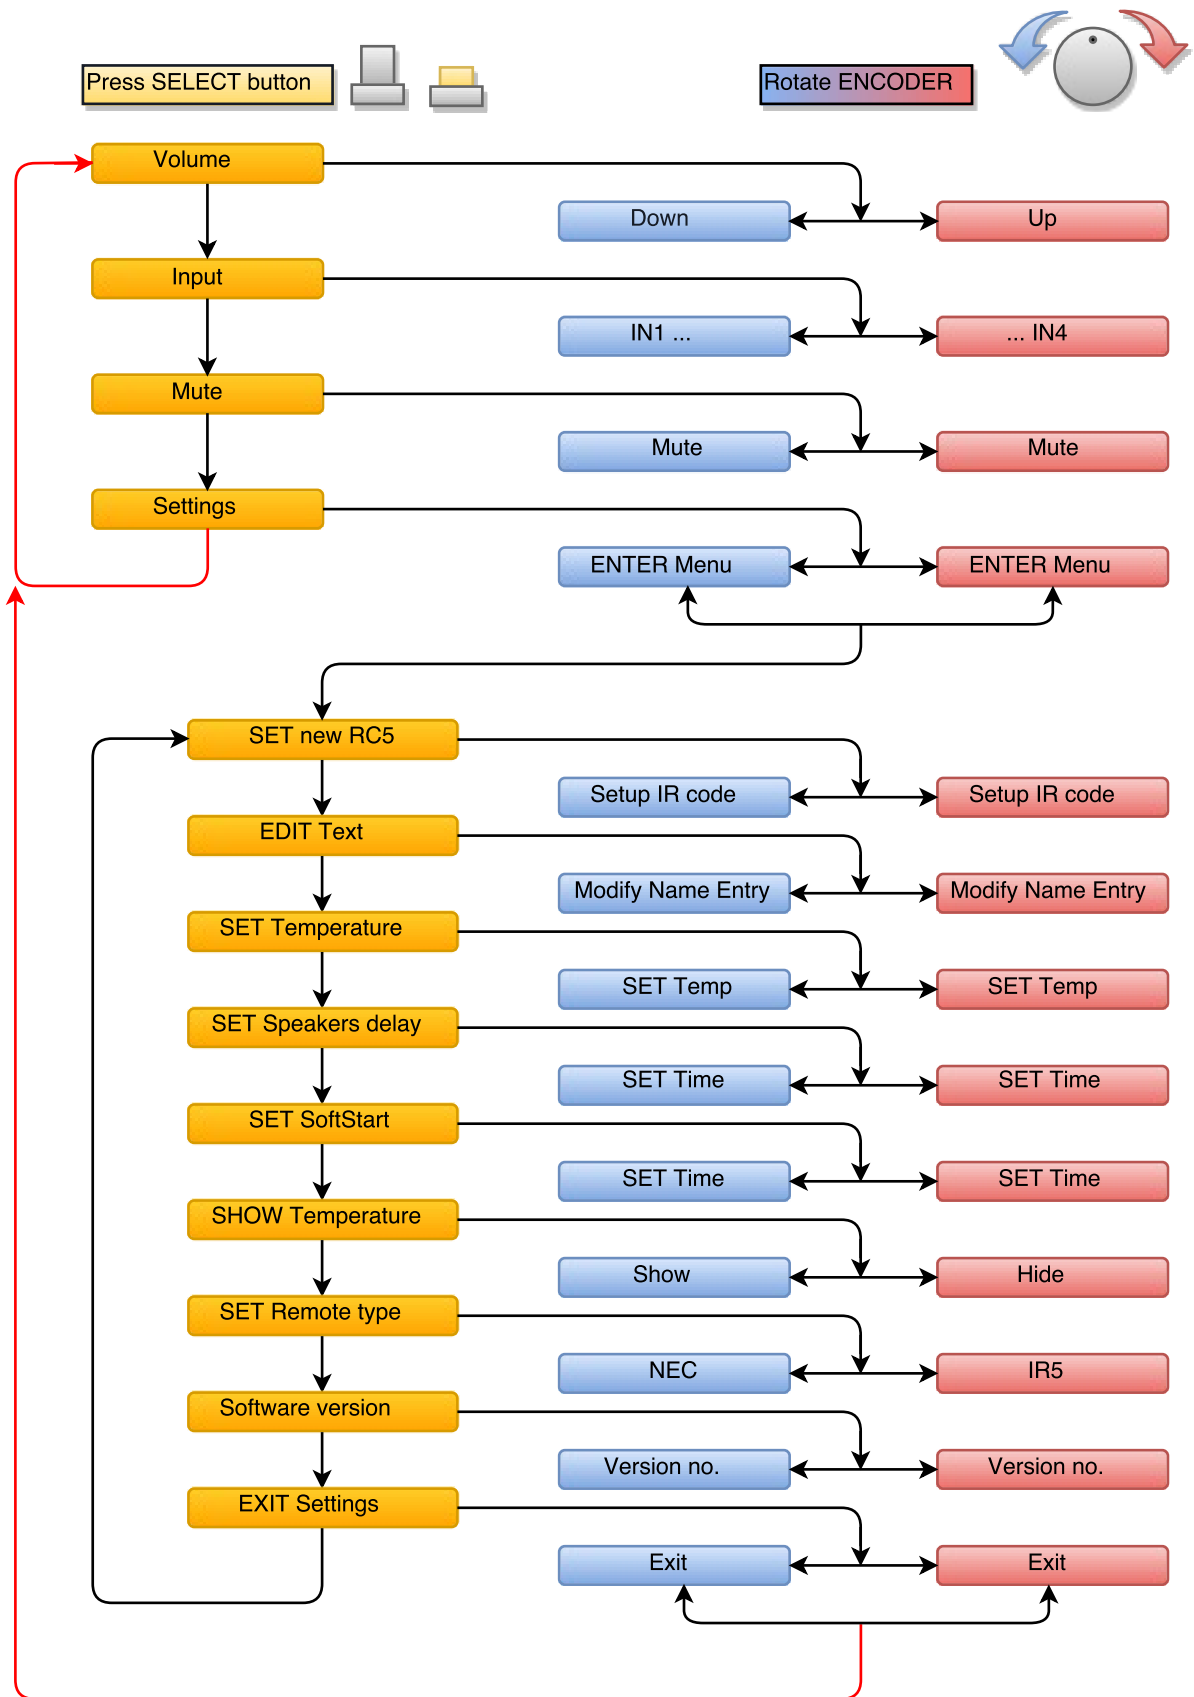 Press SELECT button
Rotate ENCODER
Volume
Down
Up
Input
IN1 ...
... IN4
Mute
Mute
Mute
Settings
ENTER Menu
ENTER Menu
SET new RC5
Setup IR code
Setup IR code
EDIT Text
Modify Name Entry
Modify Name Entry
SET Temperature
SET Temp
SET Temp
SET Speakers delay
SET Time
SET Time
SET SoftStart
SET Time
SET Time
SHOW Temperature
Show
Hide
SET Remote type
NEC
IR5
Software version
Version no.
Version no.
EXIT Settings
Exit
Exit